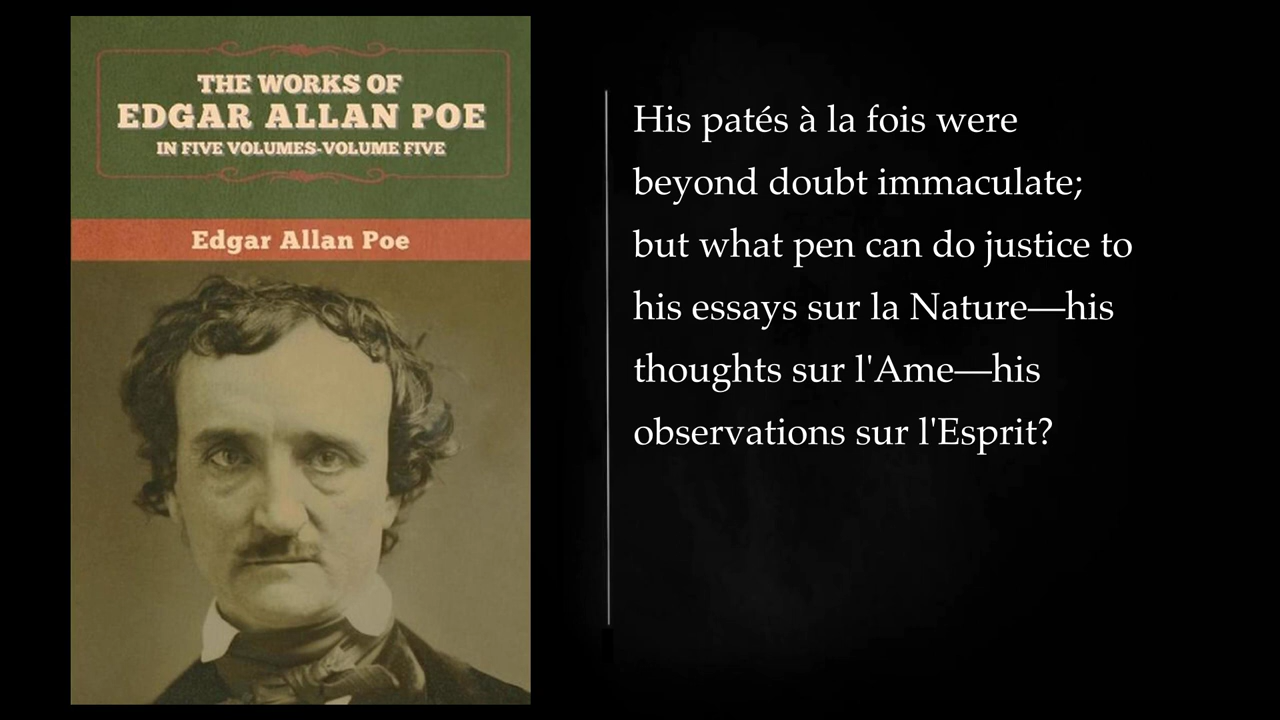 THE WORKS OF
EDGAR ALLAN POE
IN FIVE VOLUMES-VOLUME FIVE
Edgar Allan Poe
His patés à la fois were
beyond doubt immaculate;
but what pen can do justice to
his essays sur la Nature—his
thoughts sur l'Ame—his
observations sur l'Esprit?